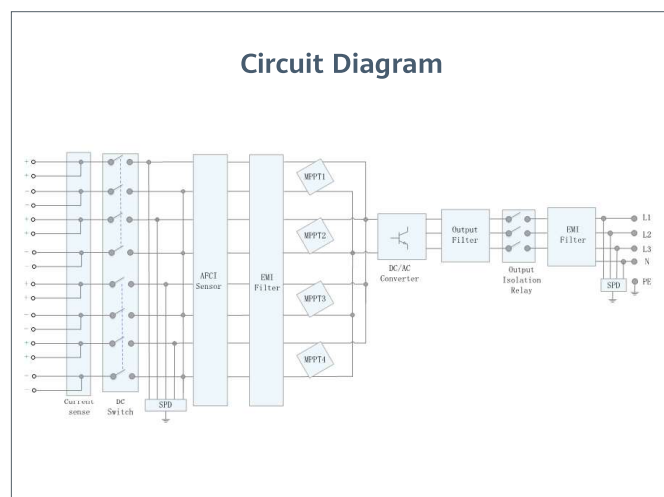 Circuit Diagram
+
+
-
-
+
+
-
-
+
+
-
-
+
+
-
-
Current
sense
DC
Switch
SPD
AFCI
Sensor
EMI
Filter
MPPT1
MPPT2
MPPT3
MPPT4
DC/AC
Converter
Output
Filter
Output
Isolation
Relay
EMI
Filter
SPD
L1
L2
L3
N
PE